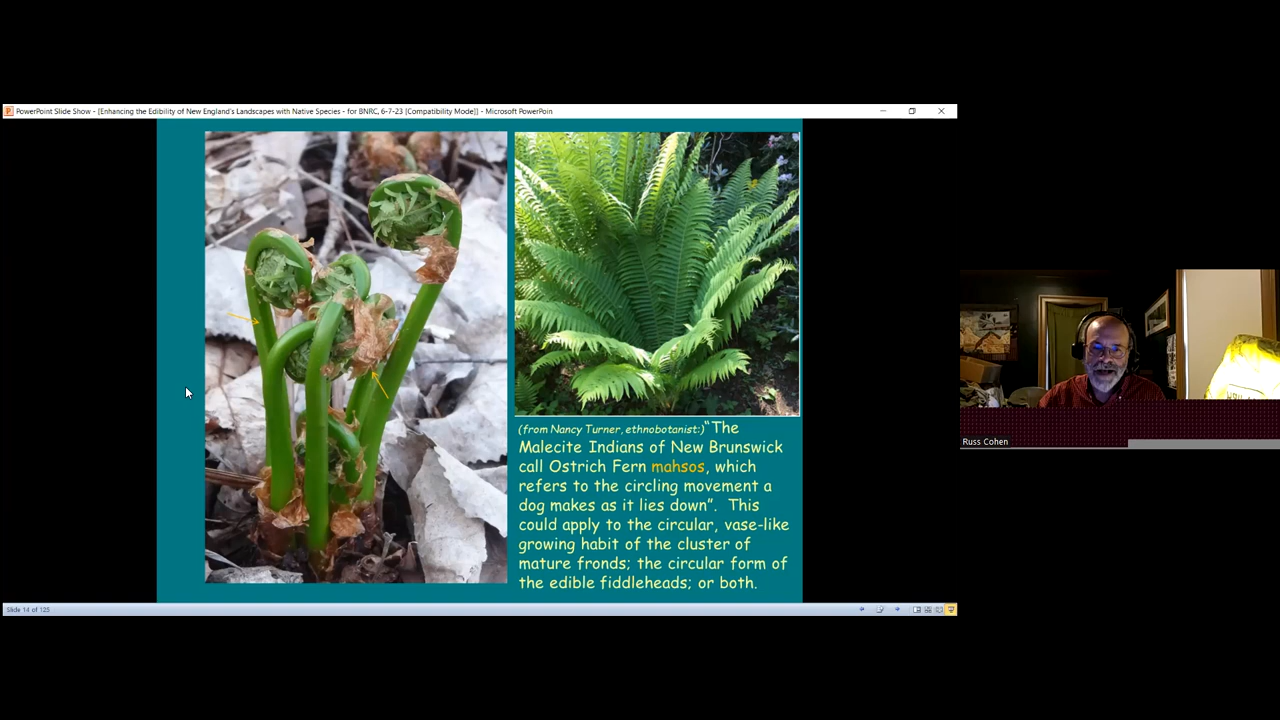 PowerPoint Slide Show - [Enhancing the Edibility of New England's Landscapes with Native Species - for BNRC, 6-7-23 [Compatibility Mode]] - Microsoft PowerPoin
(from Nancy Turner, ethnobotanist:)"The
Malecite Indians of New Brunswick
call Ostrich Fern mahsos, which
refers to the circling movement a
dog makes as it lies down". This
could apply to the circular, vase-like
growing habit of the cluster of
mature fronds; the circular form of
the edible fiddleheads; or both.
Russ Cohen
Slide 14 of 125